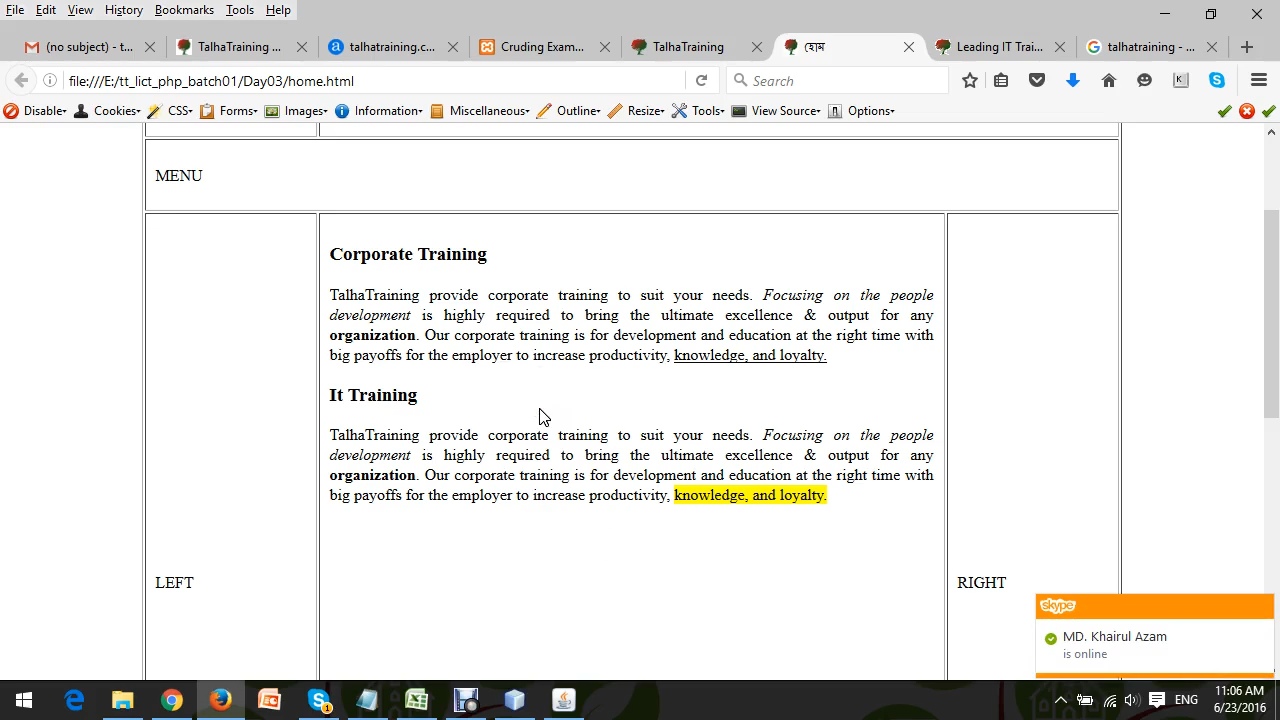 File Edit View History Bookmarks Tools Help
(no subject) - t... TalhaTraining ... talhatraining.c... Cruding Exam... TalhaTraining হোম Leading IT Trai... talhatraining - ...
file:///E:/tt_lict_php_batch01/Day03/home.html Search
Disable Cookies CSS Forms Images Information Miscellaneous Outline Resize Tools View Source Options
MENU
Corporate Training
TalhaTraining provide corporate training to suit your needs. Focusing on the people
development is highly required to bring the ultimate excellence & output for any
organization. Our corporate training is for development and education at the right time with
big payoffs for the employer to increase productivity, knowledge, and loyalty.
It Training
TalhaTraining provide corporate training to suit your needs. Focusing on the people
development is highly required to bring the ultimate excellence & output for any
organization. Our corporate training is for development and education at the right time with
big payoffs for the employer to increase productivity, knowledge, and loyalty.
LEFT
RIGHT
skype
MD. Khairul Azam
is online
ENG
11:06 AM
6/23/2016